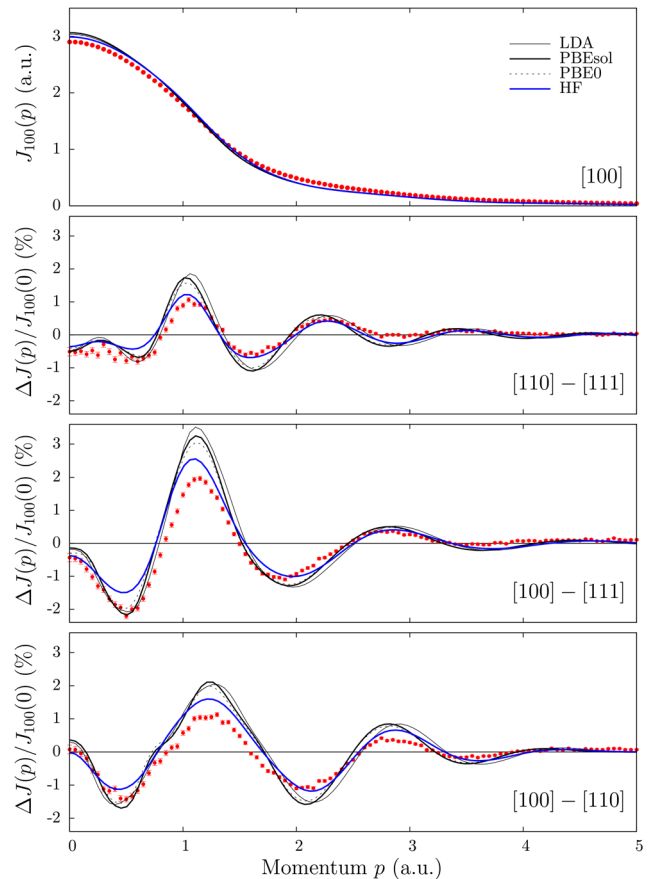 3
2
1
0
J₁₀₀(p) (a.u.)
LDA
PBEsol
PBE0
HF
[100]
3
2
1
0
-1
-2
ΔJ(p)/J₁₀₀(0) (%)
[110] − [111]
3
2
1
0
-1
-2
ΔJ(p)/J₁₀₀(0) (%)
[100] − [111]
3
2
1
0
-1
-2
ΔJ(p)/J₁₀₀(0) (%)
[100] − [110]
0 1 2 3 4 5
Momentum p (a.u.)